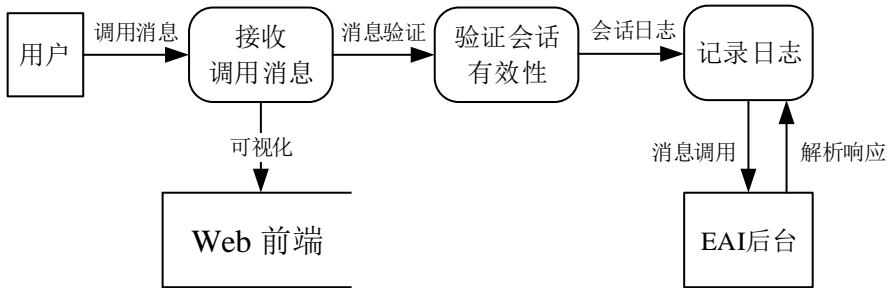 用户
调用消息
接收
调用消息
消息验证
验证会话
有效性
会话日志
记录日志
可视化
消息调用
解析响应
Web 前端
EAI后台